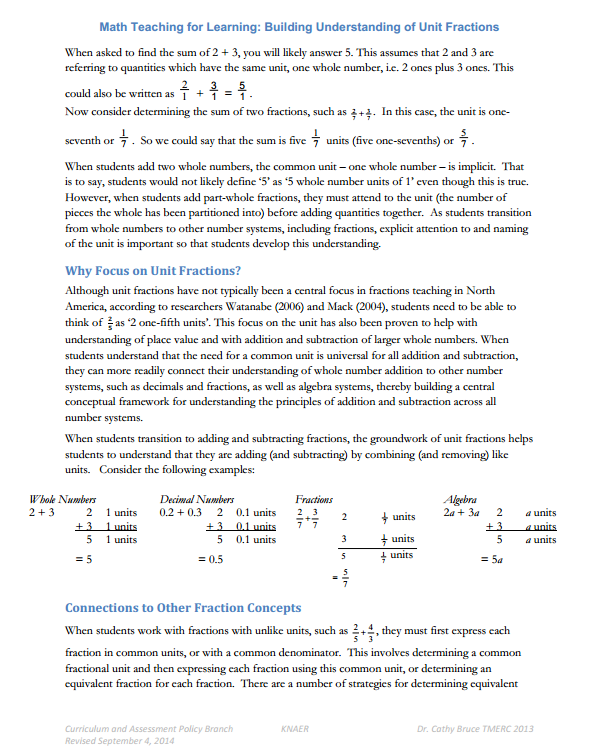 Math Teaching for Learning: Building Understanding of Unit Fractions
When asked to find the sum of 2 + 3, you will likely answer 5. This assumes that 2 and 3 are
referring to quantities which have the same unit, one whole number, i.e. 2 ones plus 3 ones. This
could also be written as 2/1 + 3/1 = 5/1.
Now consider determining the sum of two fractions, such as 2/7 + 3/7. In this case, the unit is one-
seventh or 1/7. So we could say that the sum is five 1/7 units (five one-sevenths) or 5/7.
When students add two whole numbers, the common unit – one whole number – is implicit. That
is to say, students would not likely define ‘5’ as ‘5 whole number units of 1’ even though this is true.
However, when students add part-whole fractions, they must attend to the unit (the number of
pieces the whole has been partitioned into) before adding quantities together. As students transition
from whole numbers to other number systems, including fractions, explicit attention to and naming
of the unit is important so that students develop this understanding.
Why Focus on Unit Fractions?
Although unit fractions have not typically been a central focus in fractions teaching in North
America, according to researchers Watanabe (2006) and Mack (2004), students need to be able to
think of 2/5 as ‘2 one-fifth units’. This focus on the unit has also been proven to help with
understanding of place value and with addition and subtraction of larger whole numbers. When
students understand that the need for a common unit is universal for all addition and subtraction,
they can more readily connect their understanding of whole number addition to other number
systems, such as decimals and fractions, as well as algebra systems, thereby building a central
conceptual framework for understanding the principles of addition and subtraction across all
number systems.
When students transition to adding and subtracting fractions, the groundwork of unit fractions helps
students to understand that they are adding (and subtracting) by combining (and removing) like
units. Consider the following examples:
Whole Numbers Decimal Numbers Fractions Algebra
2 + 3 2 1 units 0.2 + 0.3 2 0.1 units 2/7 + 3/7 2 1/7 units 2a + 3a 2 a units
+ 3 1 units + 3 0.1 units 3 1/7 units + 3 a units
5 1 units 5 0.1 units 5 1/7 units 5 a units
= 5 = 0.5 = 5/7 = 5a
Connections to Other Fraction Concepts
When students work with fractions with unlike units, such as 2/5 + 4/3, they must first express each
fraction in common units, or with a common denominator. This involves determining a common
fractional unit and then expressing each fraction using this common unit, or determining an
equivalent fraction for each fraction. There are a number of strategies for determining equivalent
Curriculum and Assessment Policy Branch KNAER Dr. Cathy Bruce TMERC 2013
Revised September 4, 2014